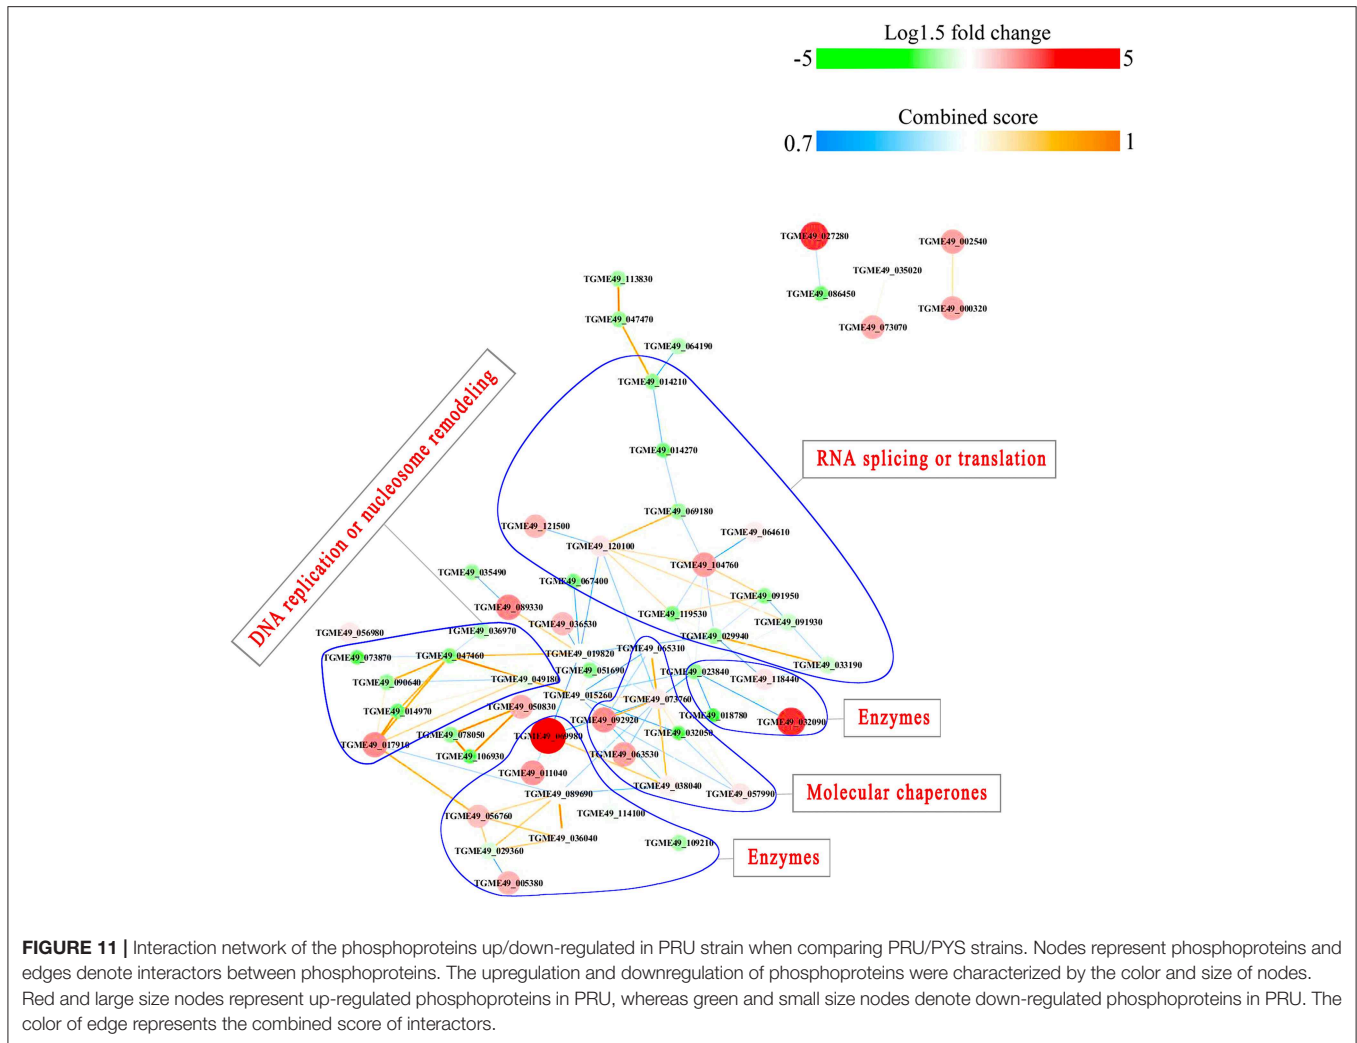 Log1.5 fold change
-5 5
Combined score
0.7 1
TGME49_027280
TGME49_002540
TGME49_035020
TGME49_113830
TGME49_086450
TGME49_000320
TGME49_047470
TGME49_073070
TGME49_064190
TGME49_014210
DNA replication or nucleosome remodeling
TGME49_014270
RNA splicing or translation
TGME49_069180
TGME49_121500
TGME49_064610
TGME49_120100
TGME49_104760
TGME49_035490
TGME49_067400
TGME49_091950
TGME49_089330
TGME49_119530
TGME49_036530
TGME49_091930
TGME49_056980
TGME49_036970
TGME49_029940
TGME49_065310
TGME49_019820
TGME49_073870
TGME49_047460
TGME49_033190
TGME49_051690
TGME49_023840
TGME49_090640
TGME49_049180
TGME49_118440
TGME49_015260
TGME49_073760
TGME49_014970
TGME49_050830
TGME49_018780
Enzymes
TGME49_092920
TGME49_032090
TGME49_078050
TGME49_069980
TGME49_032050
TGME49_017910
TGME49_106930
TGME49_063530
TGME49_011040
TGME49_038040
TGME49_089690
TGME49_057990
Molecular chaperones
TGME49_114100
TGME49_056760
TGME49_036040
TGME49_109210
TGME49_029360
Enzymes
TGME49_005380
FIGURE 11 | Interaction network of the phosphoproteins up/down-regulated in PRU strain when comparing PRU/PYS strains. Nodes represent phosphoproteins and
edges denote interactors between phosphoproteins. The upregulation and downregulation of phosphoproteins were characterized by the color and size of nodes.
Red and large size nodes represent up-regulated phosphoproteins in PRU, whereas green and small size nodes denote down-regulated phosphoproteins in PRU. The
color of edge represents the combined score of interactors.